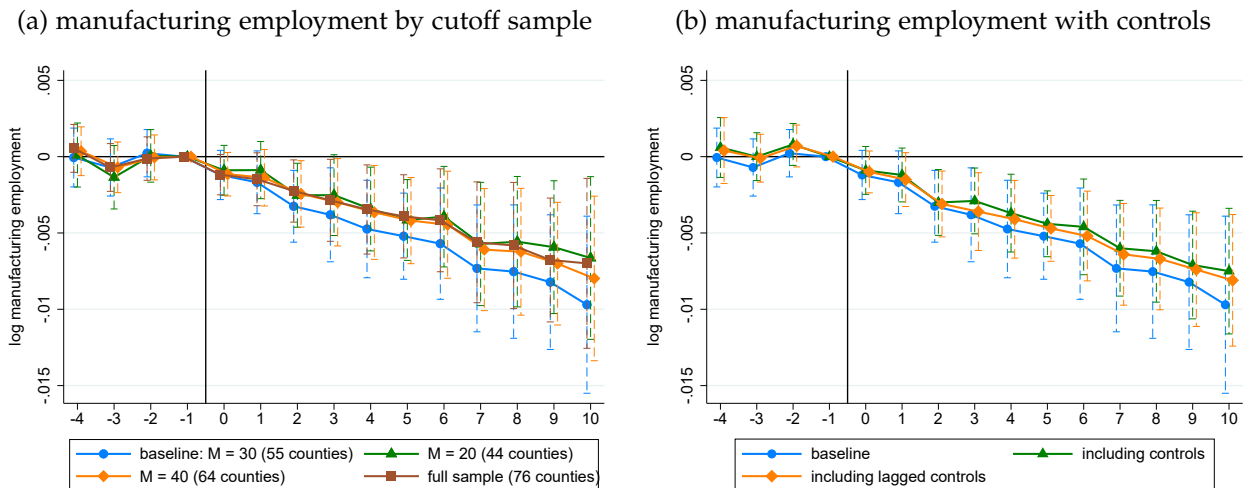 (a) manufacturing employment by cutoff sample
log manufacturing employment
.005
0
-.005
-.01
-.015
-4 -3 -2 -1 0 1 2 3 4 5 6 7 8 9 10
baseline: M = 30 (55 counties) M = 20 (44 counties)
M = 40 (64 counties) full sample (76 counties)
(b) manufacturing employment with controls
log manufacturing employment
.005
0
-.005
-.01
-.015
-4 -3 -2 -1 0 1 2 3 4 5 6 7 8 9 10
baseline including controls
including lagged controls